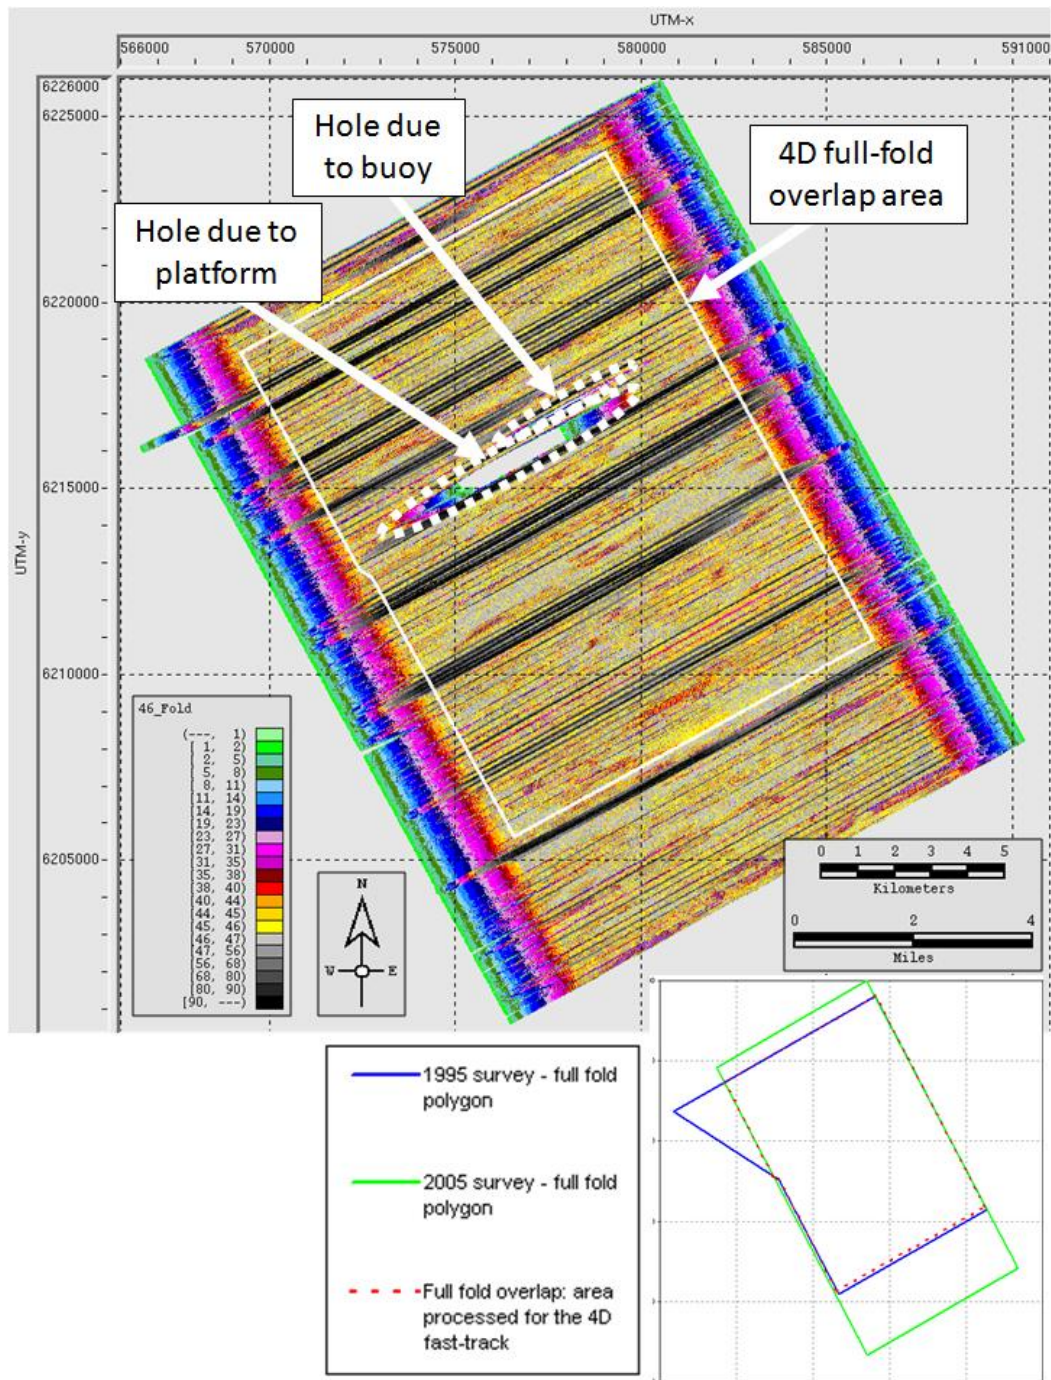 UTM-x
566000 570000 575000 580000 585000 591000
6226000
6225000
Hole due
to buoy
4D full-fold
overlap area
Hole due to
platform
6220000
6215000
UTM-y
6210000
46_Fold
(---, 1)
[ 1, 2)
[ 2, 5)
[ 5, 8)
[ 8, 11)
[11, 14)
[14, 19)
[19, 23)
[23, 27)
[27, 31)
[31, 35)
[35, 38)
[38, 40)
[40, 44)
[44, 45)
[45, 46)
[46, 47)
[47, 56)
[56, 68)
[68, 80)
[80, 90)
[90, ---)
6205000
N
W E
0 1 2 3 4 5
Kilometers
0 2 4
Miles
1995 survey - full fold
polygon
2005 survey - full fold
polygon
Full fold overlap: area
processed for the 4D
fast-track